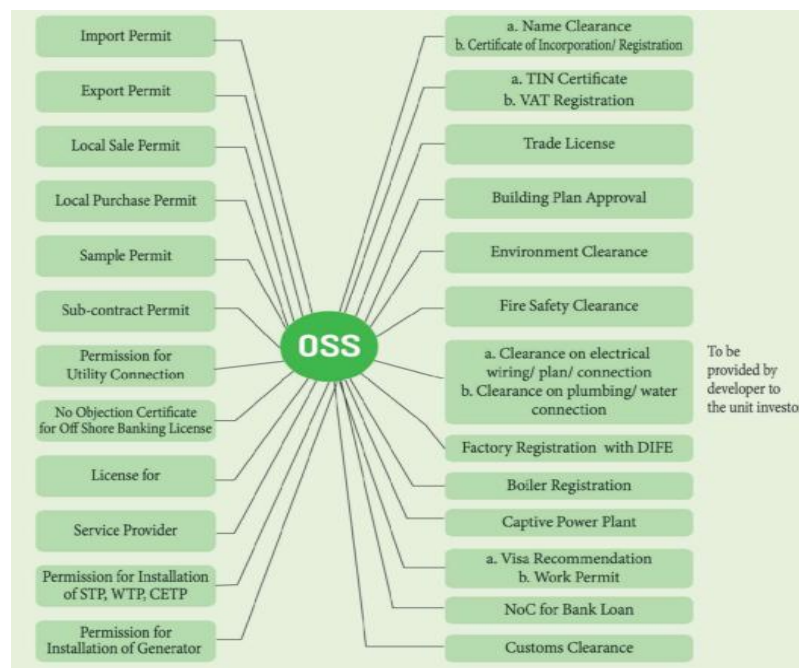 Import Permit
Export Permit
Local Sale Permit
Local Purchase Permit
Sample Permit
Sub-contract Permit
Permission for
Utility Connection
No Objection Certificate
for Off Shore Banking License
License for
Service Provider
Permission for Installation
of STP, WTP, CETP
Permission for
Installation of Generator
OSS
a. Name Clearance
b. Certificate of Incorporation/ Registration
a. TIN Certificate
b. VAT Registration
Trade License
Building Plan Approval
Environment Clearance
Fire Safety Clearance
a. Clearance on electrical
wiring/ plan/ connection
b. Clearance on plumbing/ water
connection
To be
provided by
developer to
the unit investo
Factory Registration with DIFE
Boiler Registration
Captive Power Plant
a. Visa Recommendation
b. Work Permit
NoC for Bank Loan
Customs Clearance